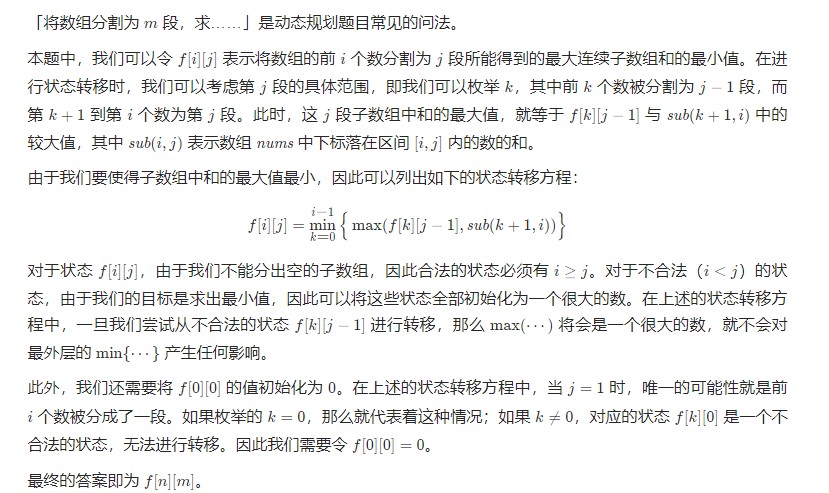 「将数组分割为 m 段，求……」是动态规划题目常见的问法。
本题中，我们可以令 f[i][j] 表示将数组的前 i 个数分割为 j 段所能得到的最大连续子数组和的最小值。在进
行状态转移时，我们可以考虑第 j 段的具体范围，即我们可以枚举 k，其中前 k 个数被分割为 j − 1 段，而
第 k + 1 到第 i 个数为第 j 段。此时，这 j 段子数组中和的最大值，就等于 f[k][j − 1] 与 sub(k + 1, i) 中的
较大值，其中 sub(i, j) 表示数组 nums 中下标落在区间 [i, j] 内的数的和。
由于我们要使得子数组中和的最大值最小，因此可以列出如下的状态转移方程：
f[i][j] = min_{k=0}^{i−1} { max(f[k][j − 1], sub(k + 1, i)) }
对于状态 f[i][j]，由于我们不能分出空的子数组，因此合法的状态必须有 i ≥ j。对于不合法（i < j）的状
态，由于我们的目标是求出最小值，因此可以将这些状态全部初始化为一个很大的数。在上述的状态转移方
程中，一旦我们尝试从不合法的状态 f[k][j − 1] 进行转移，那么 max(⋯) 将会是一个很大的数，就不会对
最外层的 min{⋯} 产生任何影响。
此外，我们还需要将 f[0][0] 的值初始化为 0。在上述的状态转移方程中，当 j = 1 时，唯一的可能性就是前
i 个数被分成了一段。如果枚举的 k = 0，那么就代表着这种情况；如果 k ≠ 0，对应的状态 f[k][0] 是一个不
合法的状态，无法进行转移。因此我们需要令 f[0][0] = 0。
最终的答案即为 f[n][m]。